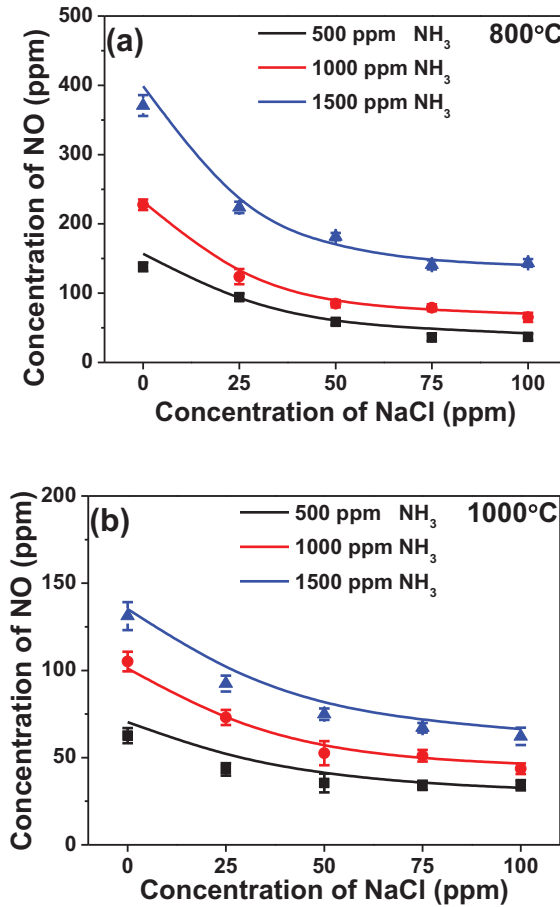 (a)
800°C
500 ppm NH₃
1000 ppm NH₃
1500 ppm NH₃
500
400
300
200
100
0
Concentration of NO (ppm)
0 25 50 75 100
Concentration of NaCl (ppm)
(b)
1000°C
500 ppm NH₃
1000 ppm NH₃
1500 ppm NH₃
200
150
100
50
0
Concentration of NO (ppm)
0 25 50 75 100
Concentration of NaCl (ppm)